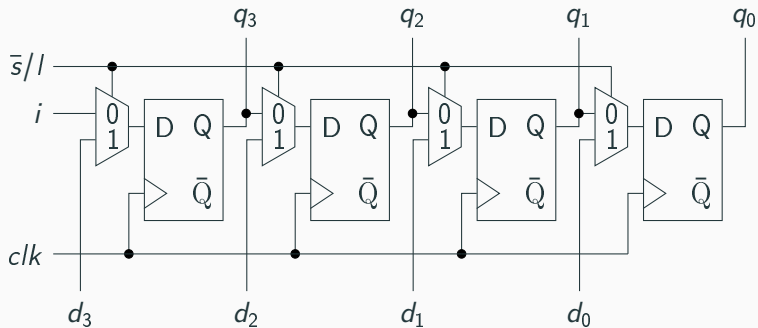 q3 q2 q1 q0
s̄/l
i 0 0 0 0
D Q D Q D Q D Q
1 1 1 1
Q̄ Q̄ Q̄ Q̄
clk
d3 d2 d1 d0